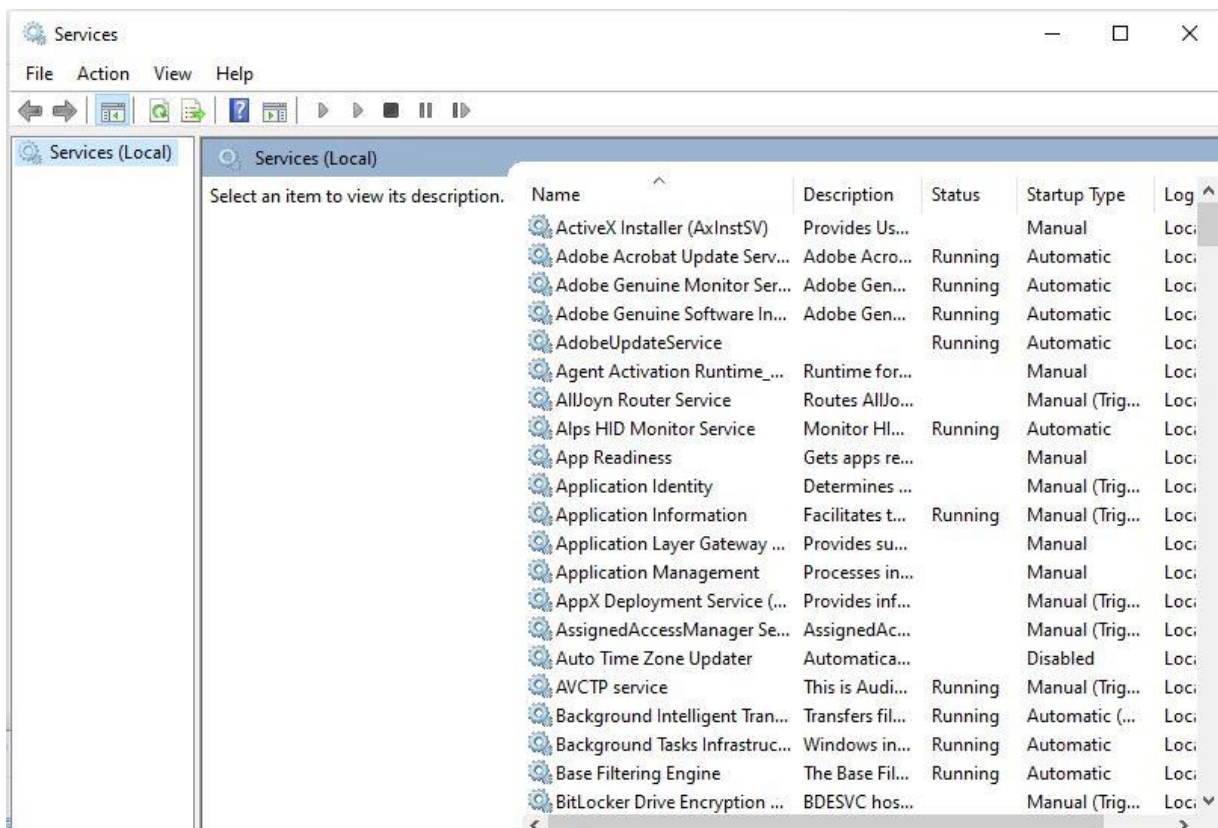 Services
File Action View Help
Services (Local)
Services (Local)
Select an item to view its description.
Name Description Status Startup Type Log
ActiveX Installer (AxInstSV) Provides Us... Manual Loca
Adobe Acrobat Update Serv... Adobe Acro... Running Automatic Loca
Adobe Genuine Monitor Ser... Adobe Gen... Running Automatic Loca
Adobe Genuine Software In... Adobe Gen... Running Automatic Loca
AdobeUpdateService Running Automatic Loca
Agent Activation Runtime_... Runtime for... Manual Loca
AllJoyn Router Service Routes AllJo... Manual (Trig... Loca
Alps HID Monitor Service Monitor HI... Running Automatic Loca
App Readiness Gets apps re... Manual Loca
Application Identity Determines ... Manual (Trig... Loca
Application Information Facilitates t... Running Manual (Trig... Loca
Application Layer Gateway ... Provides su... Manual Loca
Application Management Processes in... Manual Loca
AppX Deployment Service (... Provides inf... Manual (Trig... Loca
AssignedAccessManager Se... AssignedAc... Manual (Trig... Loca
Auto Time Zone Updater Automatica... Disabled Loca
AVCTP service This is Audi... Running Manual (Trig... Loca
Background Intelligent Tran... Transfers fil... Running Automatic (... Loca
Background Tasks Infrastruc... Windows in... Running Automatic Loca
Base Filtering Engine The Base Fil... Running Automatic Loca
BitLocker Drive Encryption ... BDESVC hos... Manual (Trig... Loca